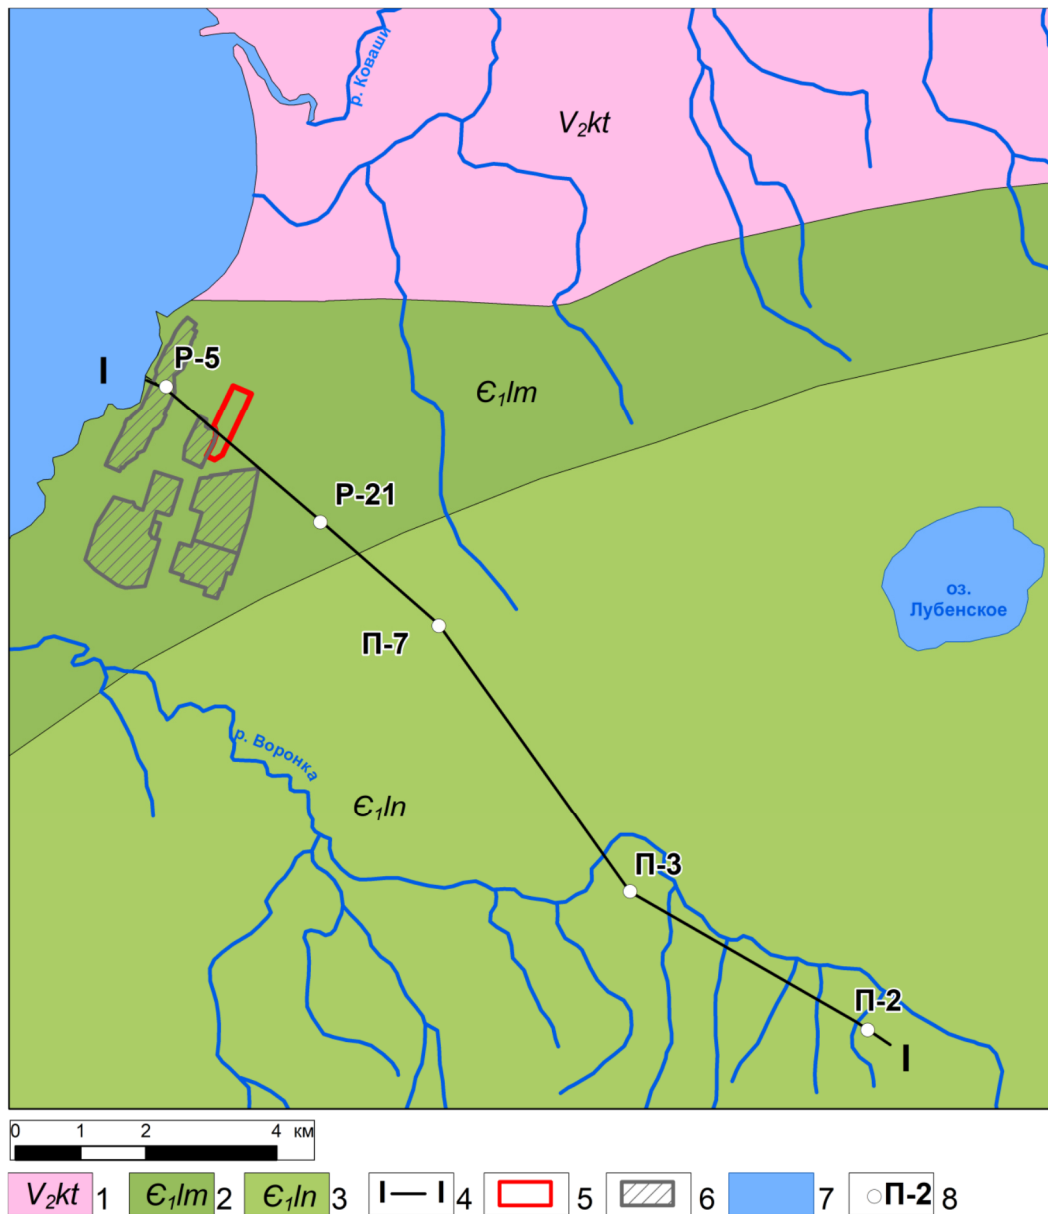 р. Коваши
V₂kt
I
Р-5
Є₁lm
Р-21
оз.
Лубенское
П-7
р. Воронка
Є₁ln
П-3
П-2
I
0 1 2 4 км
V₂kt 1 Є₁lm 2 Є₁ln 3 I — I 4 5 6 7 П-2 8